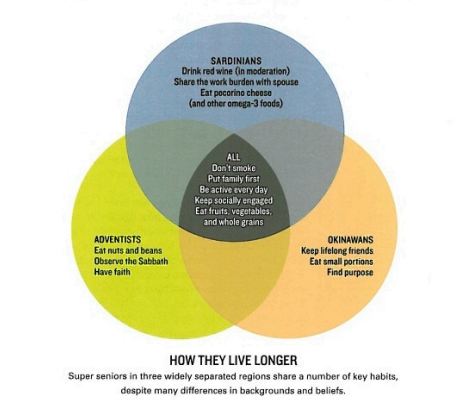 SARDINIANS
Drink red wine (in moderation)
Share the work burden with spouse
Eat pecorino cheese
(and other omega-3 foods)
ALL
Don't smoke
Put family first
Be active every day
Keep socially engaged
Eat fruits, vegetables,
and whole grains
ADVENTISTS
Eat nuts and beans
Observe the Sabbath
Have faith
OKINAWANS
Keep lifelong friends
Eat small portions
Find purpose
HOW THEY LIVE LONGER
Super seniors in three widely separated regions share a number of key habits,
despite many differences in backgrounds and beliefs.